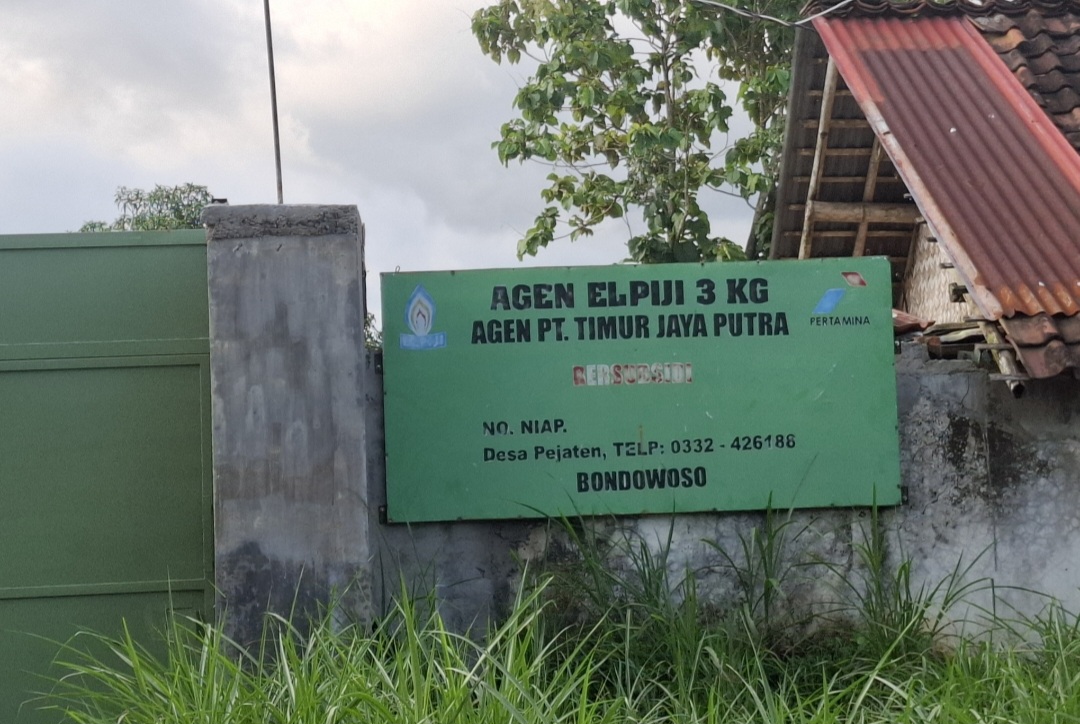 AGEN ELPIJI 3 KG
AGEN PT. TIMUR JAYA PUTRA
ELPIJI
PERTAMINA
BERSUBSIDI
NO. NIAP.
Desa Pejaten, TELP: 0332 - 426188
BONDOWOSO